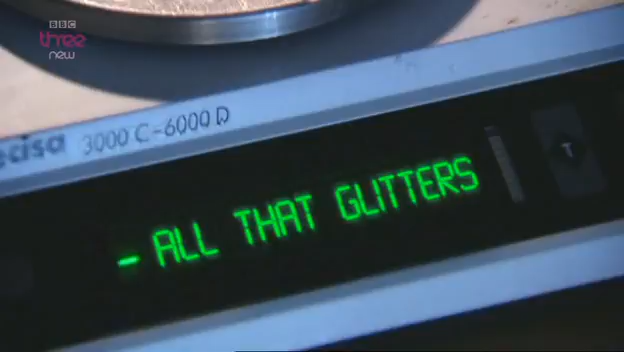 BBC
three
new
ecisa 3000 C-6000 D
- ALL THAT GLITTERS
T